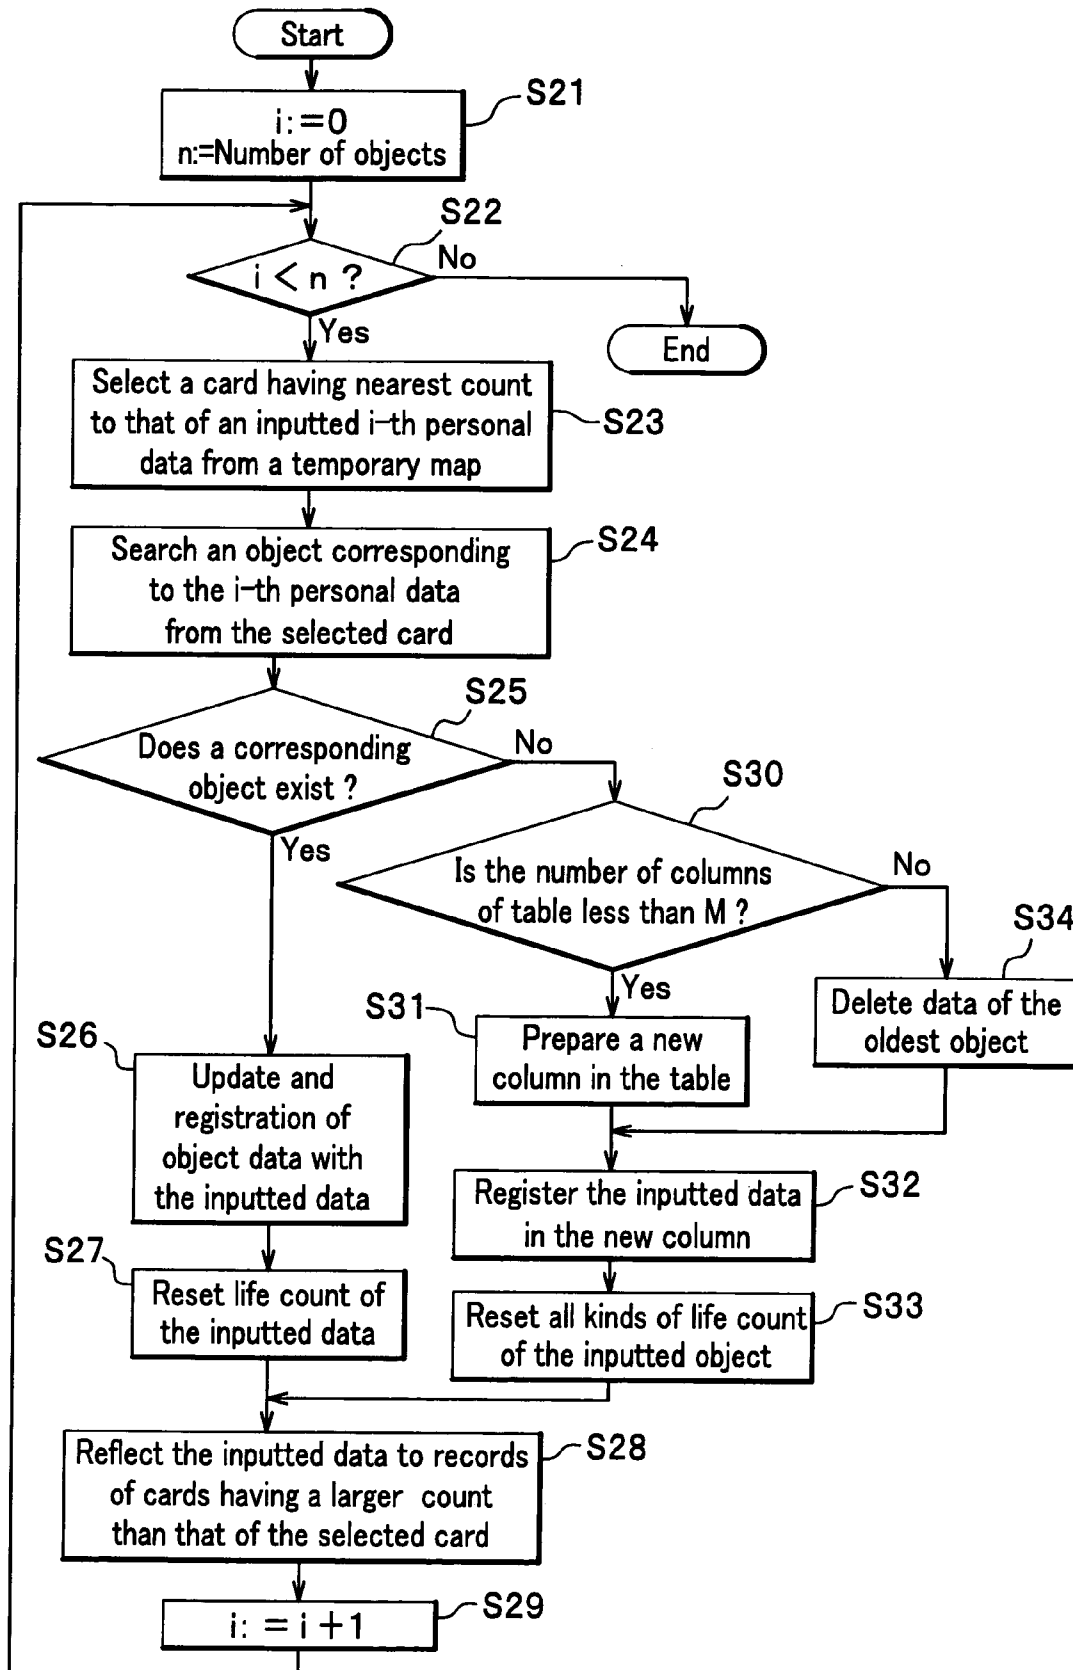 Start
S21
i:=0
n:=Number of objects
S22
i < n ?
No
Yes
End
Select a card having nearest count
to that of an inputted i-th personal
data from a temporary map
S23
Search an object corresponding
to the i-th personal data
from the selected card
S24
S25
Does a corresponding
object exist ?
No
Yes
S30
Is the number of columns
of table less than M ?
No
Yes
S34
Delete data of the
oldest object
S31
Prepare a new
column in the table
S26
Update and
registration of
object data with
the inputted data
S32
Register the inputted data
in the new column
S27
Reset life count of
the inputted data
S33
Reset all kinds of life count
of the inputted object
S28
Reflect the inputted data to records
of cards having a larger count
than that of the selected card
S29
i: = i +1